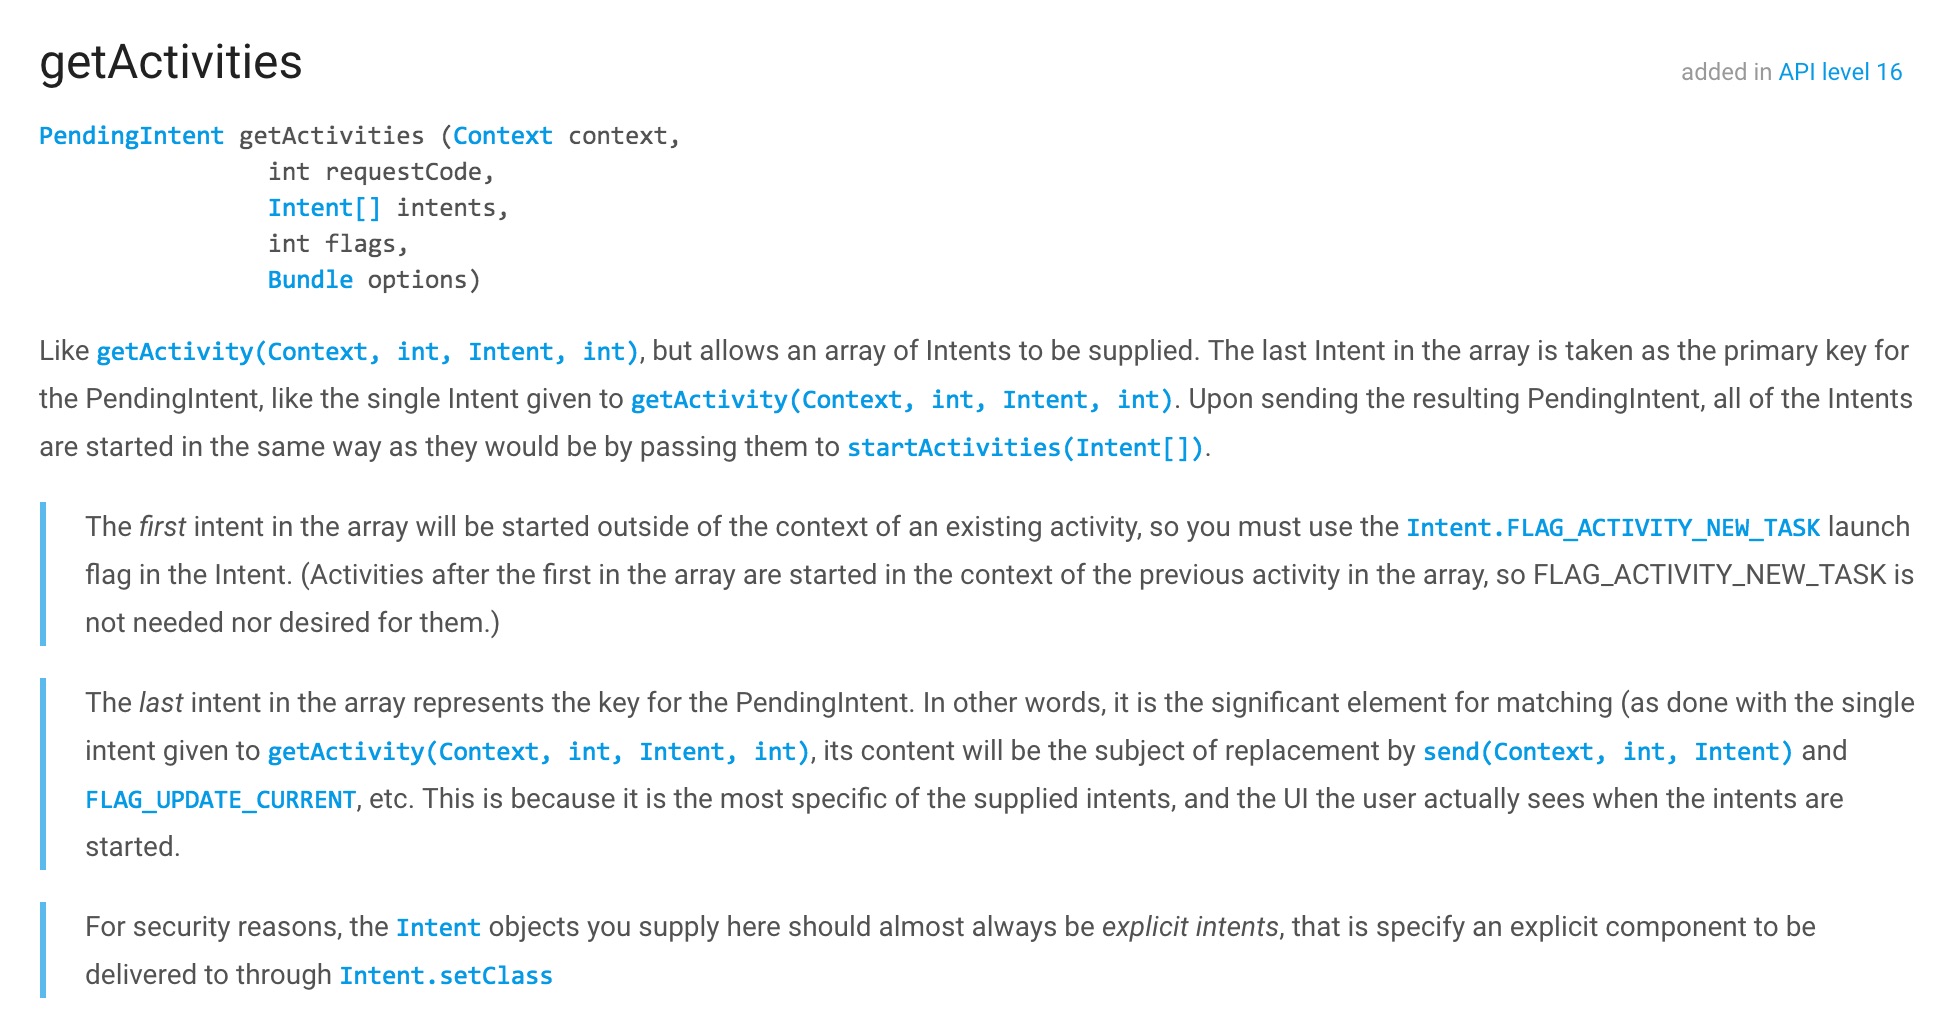 getActivities
added in API level 16
PendingIntent getActivities (Context context,
int requestCode,
Intent[] intents,
int flags,
Bundle options)
Like getActivity(Context, int, Intent, int), but allows an array of Intents to be supplied. The last Intent in the array is taken as the primary key for
the PendingIntent, like the single Intent given to getActivity(Context, int, Intent, int). Upon sending the resulting PendingIntent, all of the Intents
are started in the same way as they would be by passing them to startActivities(Intent[]).
The first intent in the array will be started outside of the context of an existing activity, so you must use the Intent.FLAG_ACTIVITY_NEW_TASK launch
flag in the Intent. (Activities after the first in the array are started in the context of the previous activity in the array, so FLAG_ACTIVITY_NEW_TASK is
not needed nor desired for them.)
The last intent in the array represents the key for the PendingIntent. In other words, it is the significant element for matching (as done with the single
intent given to getActivity(Context, int, Intent, int), its content will be the subject of replacement by send(Context, int, Intent) and
FLAG_UPDATE_CURRENT, etc. This is because it is the most specific of the supplied intents, and the UI the user actually sees when the intents are
started.
For security reasons, the Intent objects you supply here should almost always be explicit intents, that is specify an explicit component to be
delivered to through Intent.setClass